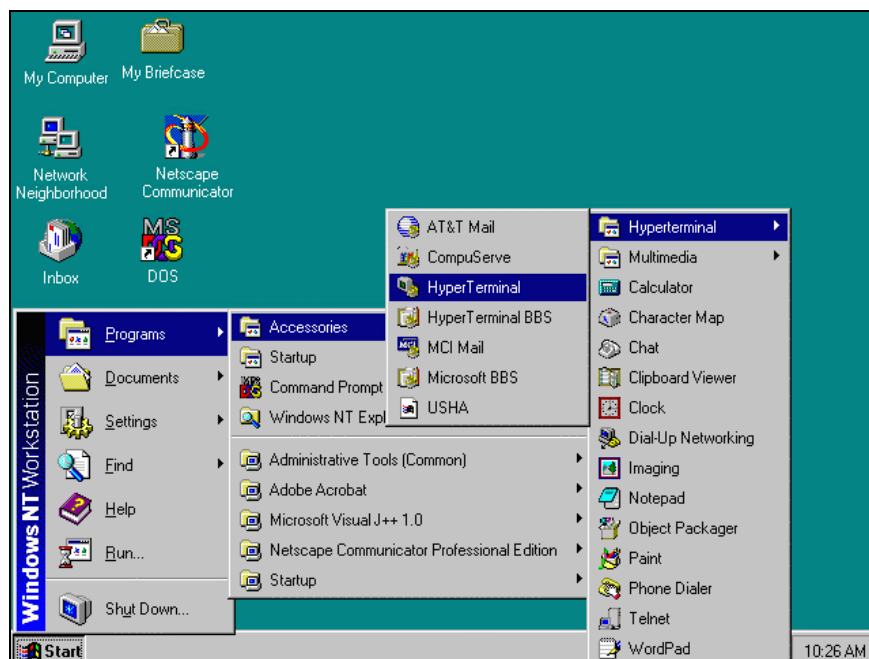 My Computer
My Briefcase
Network
Neighborhood
Netscape
Communicator
Inbox
MS
DOS
DOS
Windows NT Workstation
Programs
Documents
Settings
Find
Help
Run...
Shut Down...
Accessories
Startup
Command Prompt
Windows NT Expl
Administrative Tools (Common)
Adobe Acrobat
Microsoft Visual J++ 1.0
Netscape Communicator Professional Edition
Startup
AT&T Mail
CompuServe
HyperTerminal
HyperTerminal BBS
MCI Mail
Microsoft BBS
USHA
Hyperterminal
Multimedia
Calculator
Character Map
Chat
Clipboard Viewer
Clock
Dial-Up Networking
Imaging
Notepad
Object Packager
Paint
Phone Dialer
Telnet
WordPad
Start
10:26 AM